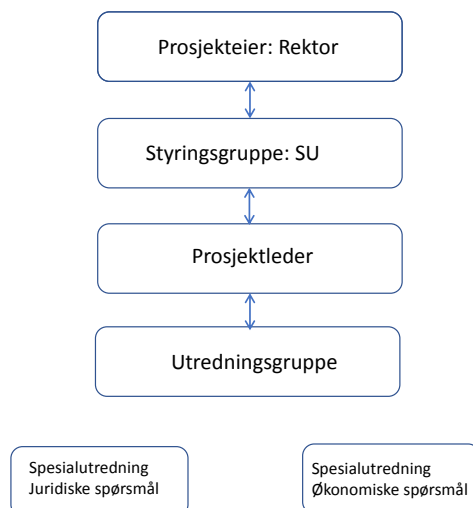 Prosjekteier: Rektor
Styringsgruppe: SU
Prosjektleder
Utredningsgruppe
Spesialutredning
Juridiske spørsmål
Spesialutredning
Økonomiske spørsmål